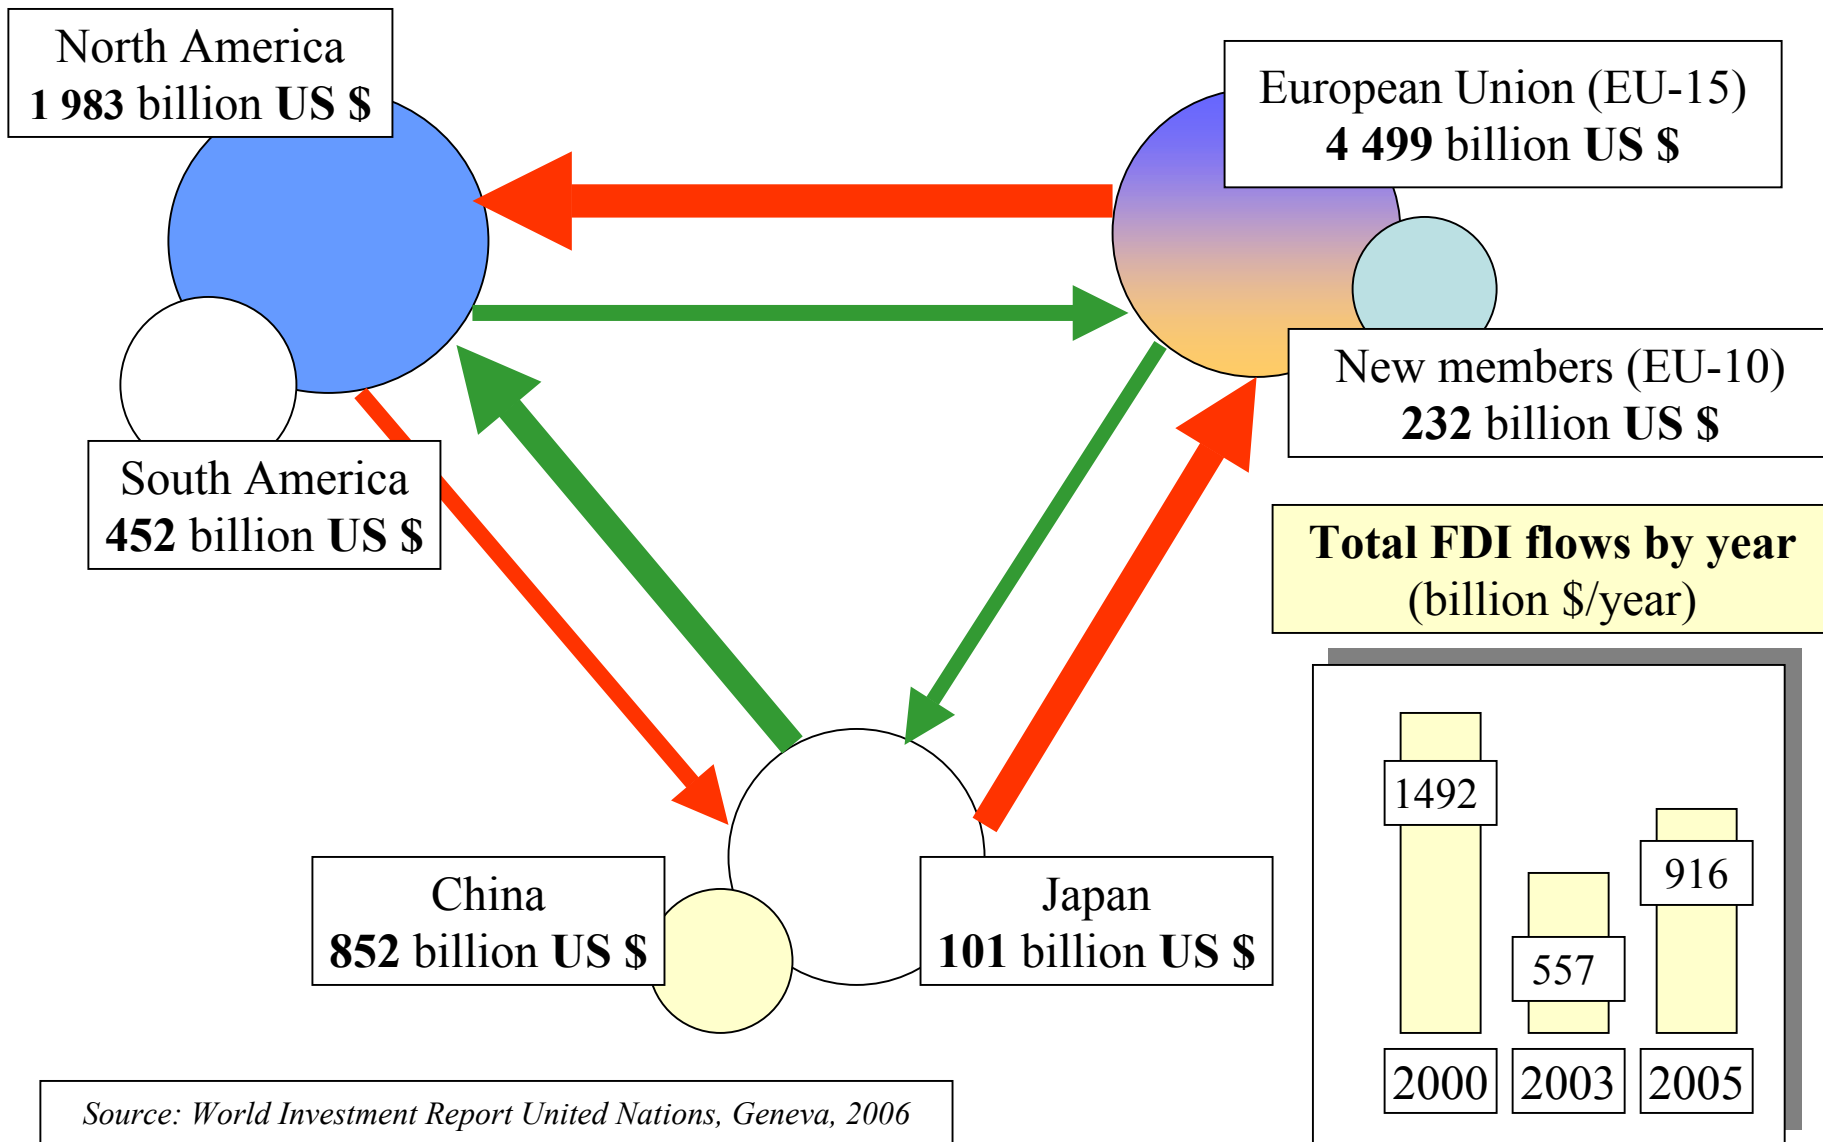 North America
1 983 billion US $
European Union (EU-15)
4 499 billion US $
New members (EU-10)
232 billion US $
South America
452 billion US $
Total FDI flows by year
(billion $/year)
China
852 billion US $
Japan
101 billion US $
1492
557
916
2000
2003
2005
Source: World Investment Report United Nations, Geneva, 2006